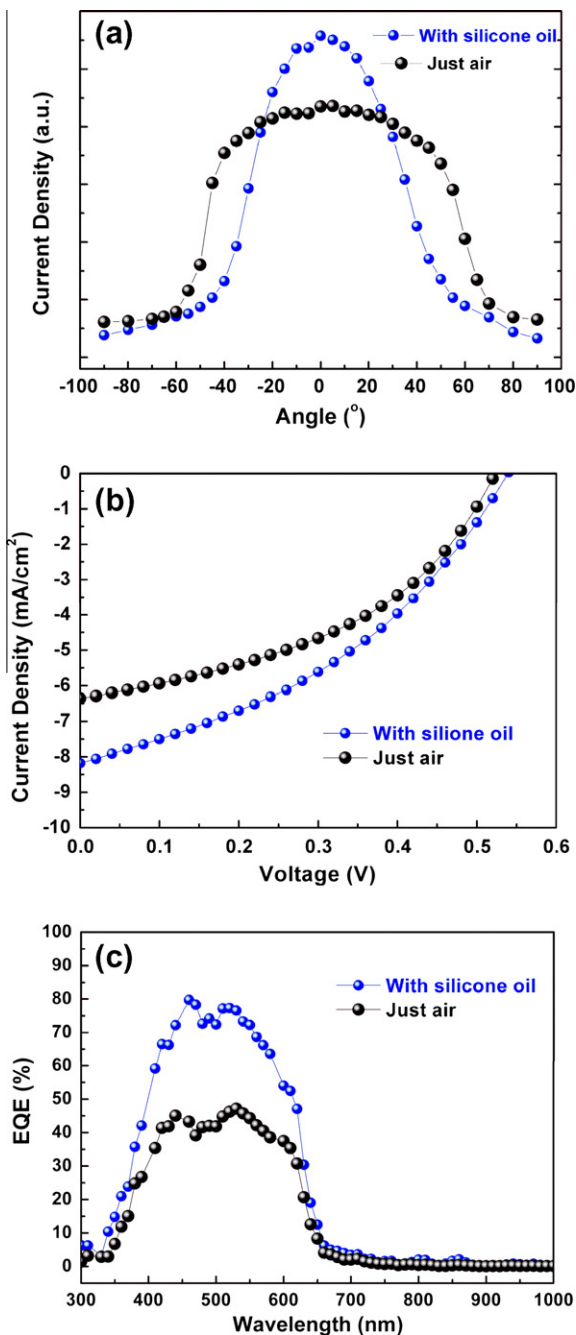 (a)
With silicone oil
Just air
Current Density (a.u.)
-100 -80 -60 -40 -20 0 20 40 60 80 100
Angle (°)
(b)
0
-1
-2
-3
-4
-5
-6
-7
-8
-9
-10
Current Density (mA/cm²)
With silione oil
Just air
0.0 0.1 0.2 0.3 0.4 0.5 0.6
Voltage (V)
(c)
100
90
80
70
60
50
40
30
20
10
0
EQE (%)
With silicone oil
Just air
300 400 500 600 700 800 900 1000
Wavelength (nm)